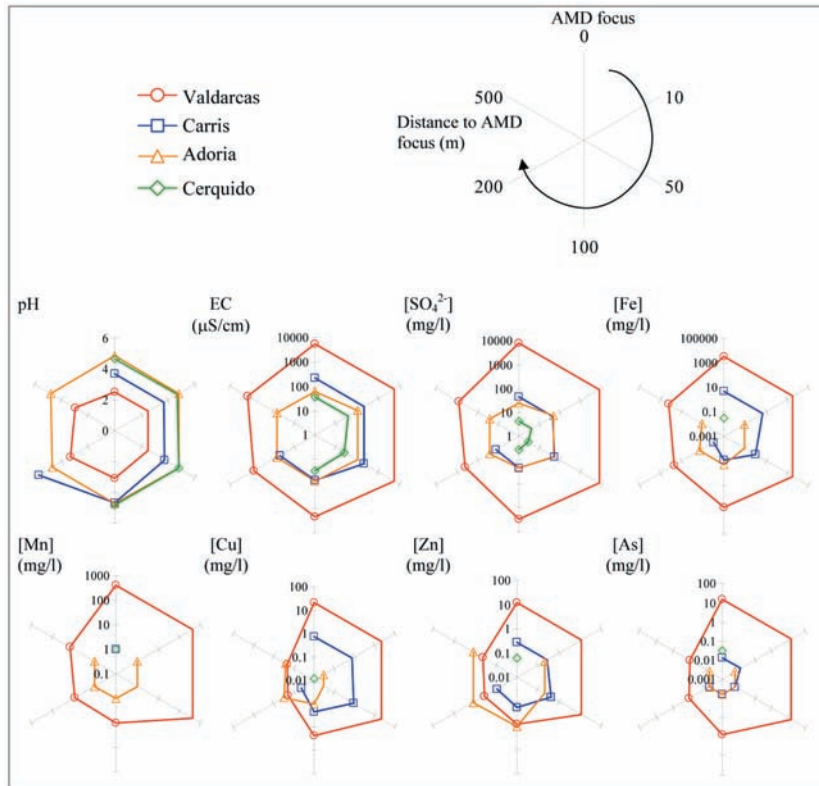 AMD focus
0
Valdarcas
Carris
Adoria
Cerquido
500
10
Distance to AMD
focus (m)
200
50
100
pH
EC
(µS/cm)
[SO₄²⁻]
(mg/l)
[Fe]
(mg/l)
6
4
2
0
10000
1000
100
10
1
10000
1000
100
10
1
100000
1000
10
0.1
0.001
[Mn]
(mg/l)
[Cu]
(mg/l)
[Zn]
(mg/l)
[As]
(mg/l)
1000
100
10
1
0.1
100
10
1
0.1
0.01
100
10
1
0.1
0.01
100
10
1
0.1
0.01
0.001